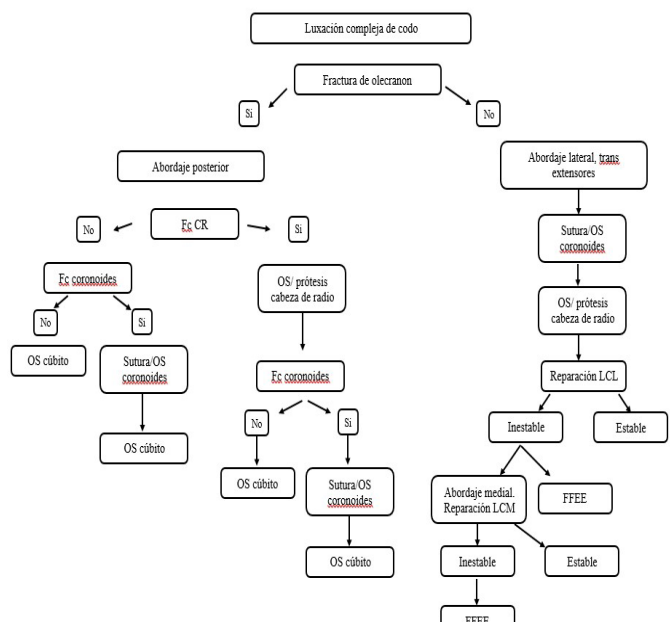 Luxación compleja de codo
Fractura de olecranon
Si
No
Abordaje posterior
Abordaje lateral, trans
extensores
No
Fc CR
Si
Sutura/OS
coronoides
Fc coronoides
OS/ prótesis
cabeza de radio
OS/ prótesis
cabeza de radio
No
Si
OS cúbito
Sutura/OS
coronoides
Fc coronoides
Reparación LCL
No
Si
Inestable
Estable
OS cúbito
OS cúbito
Sutura/OS
coronoides
Abordaje medial.
Reparación LCM
FFEE
OS cúbito
Inestable
Estable
FFEE